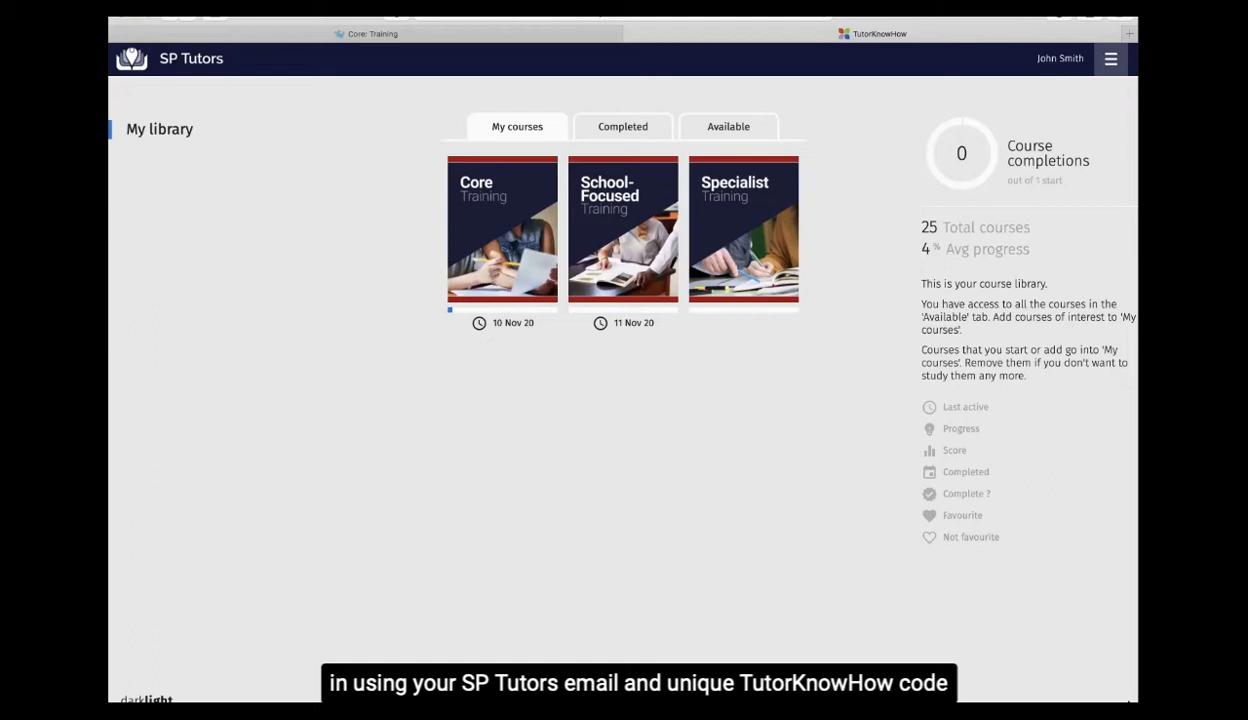 Core: Training
TutorKnowHow
SP Tutors
John Smith
My library
My courses
Completed
Available
Core
Training
School-
Focused
Training
Specialist
Training
10 Nov 20
11 Nov 20
0
Course
completions
out of 1 start
25 Total courses
4 % Avg progress
This is your course library.
You have access to all the courses in the
'Available' tab. Add courses of interest to 'My
courses'.
Courses that you start or add go into 'My
courses'. Remove them if you don't want to
study them any more.
Last active
Progress
Score
Completed
Complete ?
Favourite
Not favourite
darklight
in using your SP Tutors email and unique TutorKnowHow code